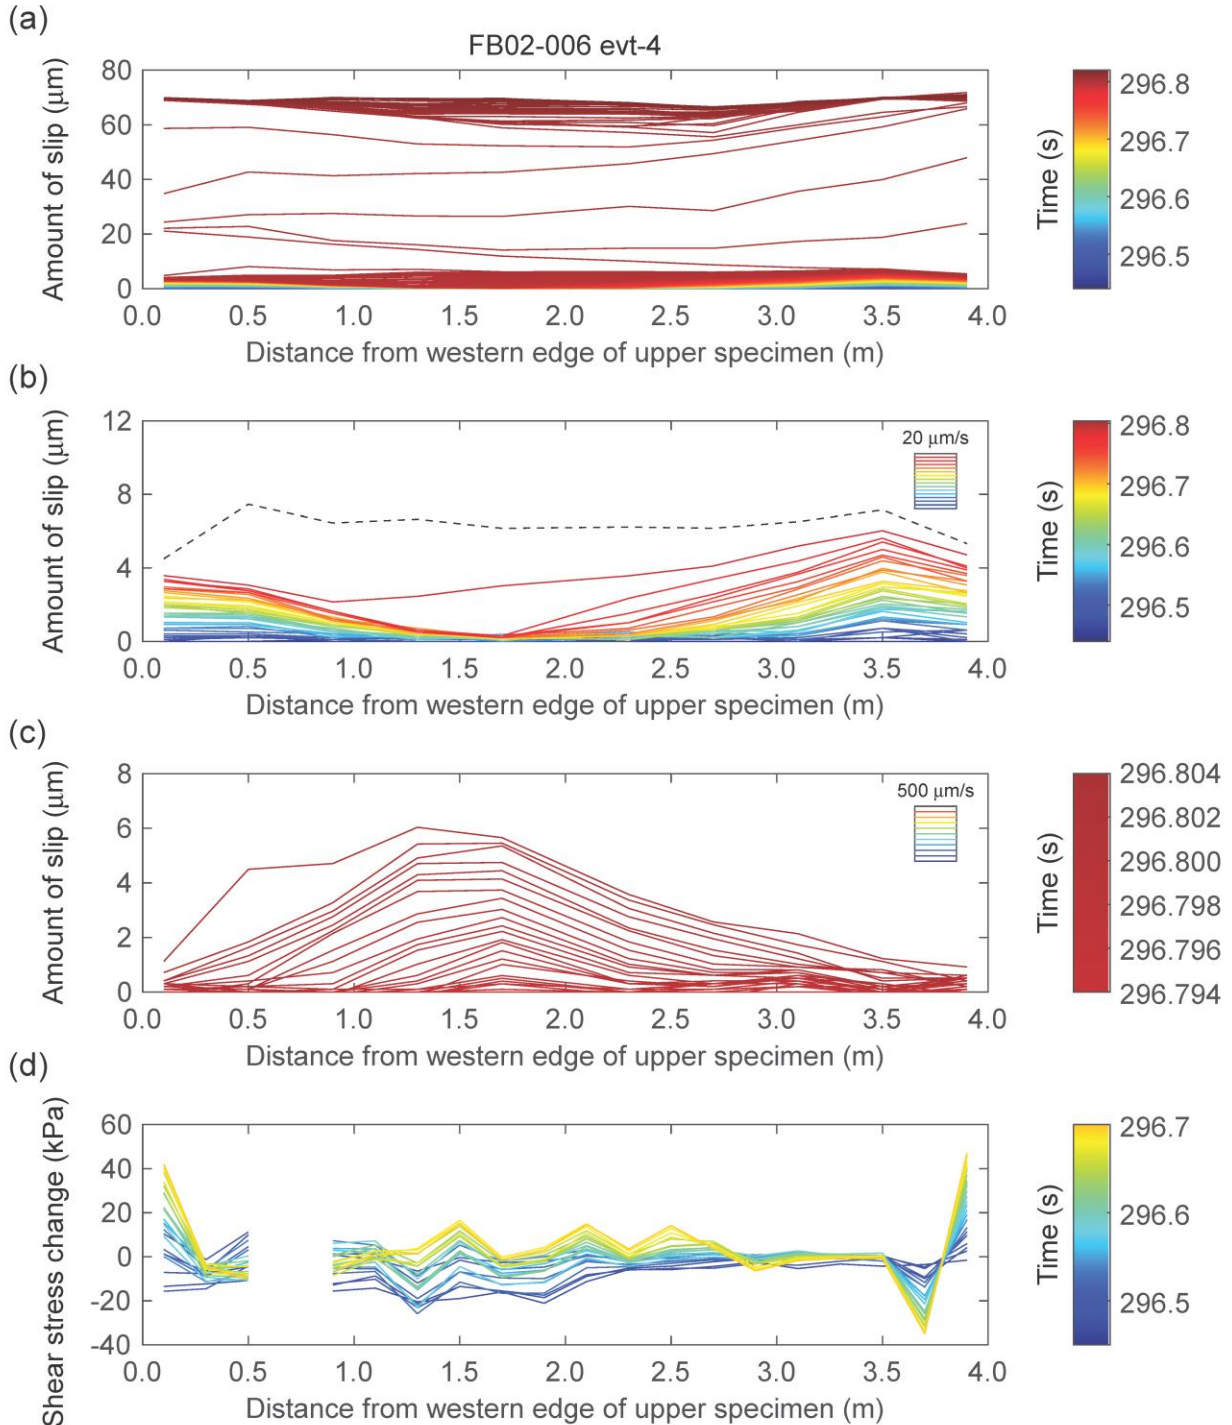 (a)
FB02-006 evt-4
Amount of slip (μm)
80
60
40
20
0
0.0 0.5 1.0 1.5 2.0 2.5 3.0 3.5 4.0
Distance from western edge of upper specimen (m)
Time (s)
296.8
296.7
296.6
296.5
(b)
Amount of slip (μm)
12
8
4
0
20 μm/s
0.0 0.5 1.0 1.5 2.0 2.5 3.0 3.5 4.0
Distance from western edge of upper specimen (m)
Time (s)
296.8
296.7
296.6
296.5
(c)
Amount of slip (μm)
8
6
4
2
0
500 μm/s
0.0 0.5 1.0 1.5 2.0 2.5 3.0 3.5 4.0
Distance from western edge of upper specimen (m)
Time (s)
296.804
296.802
296.800
296.798
296.796
296.794
(d)
Shear stress change (kPa)
60
40
20
0
-20
-40
0.0 0.5 1.0 1.5 2.0 2.5 3.0 3.5 4.0
Distance from western edge of upper specimen (m)
Time (s)
296.7
296.6
296.5